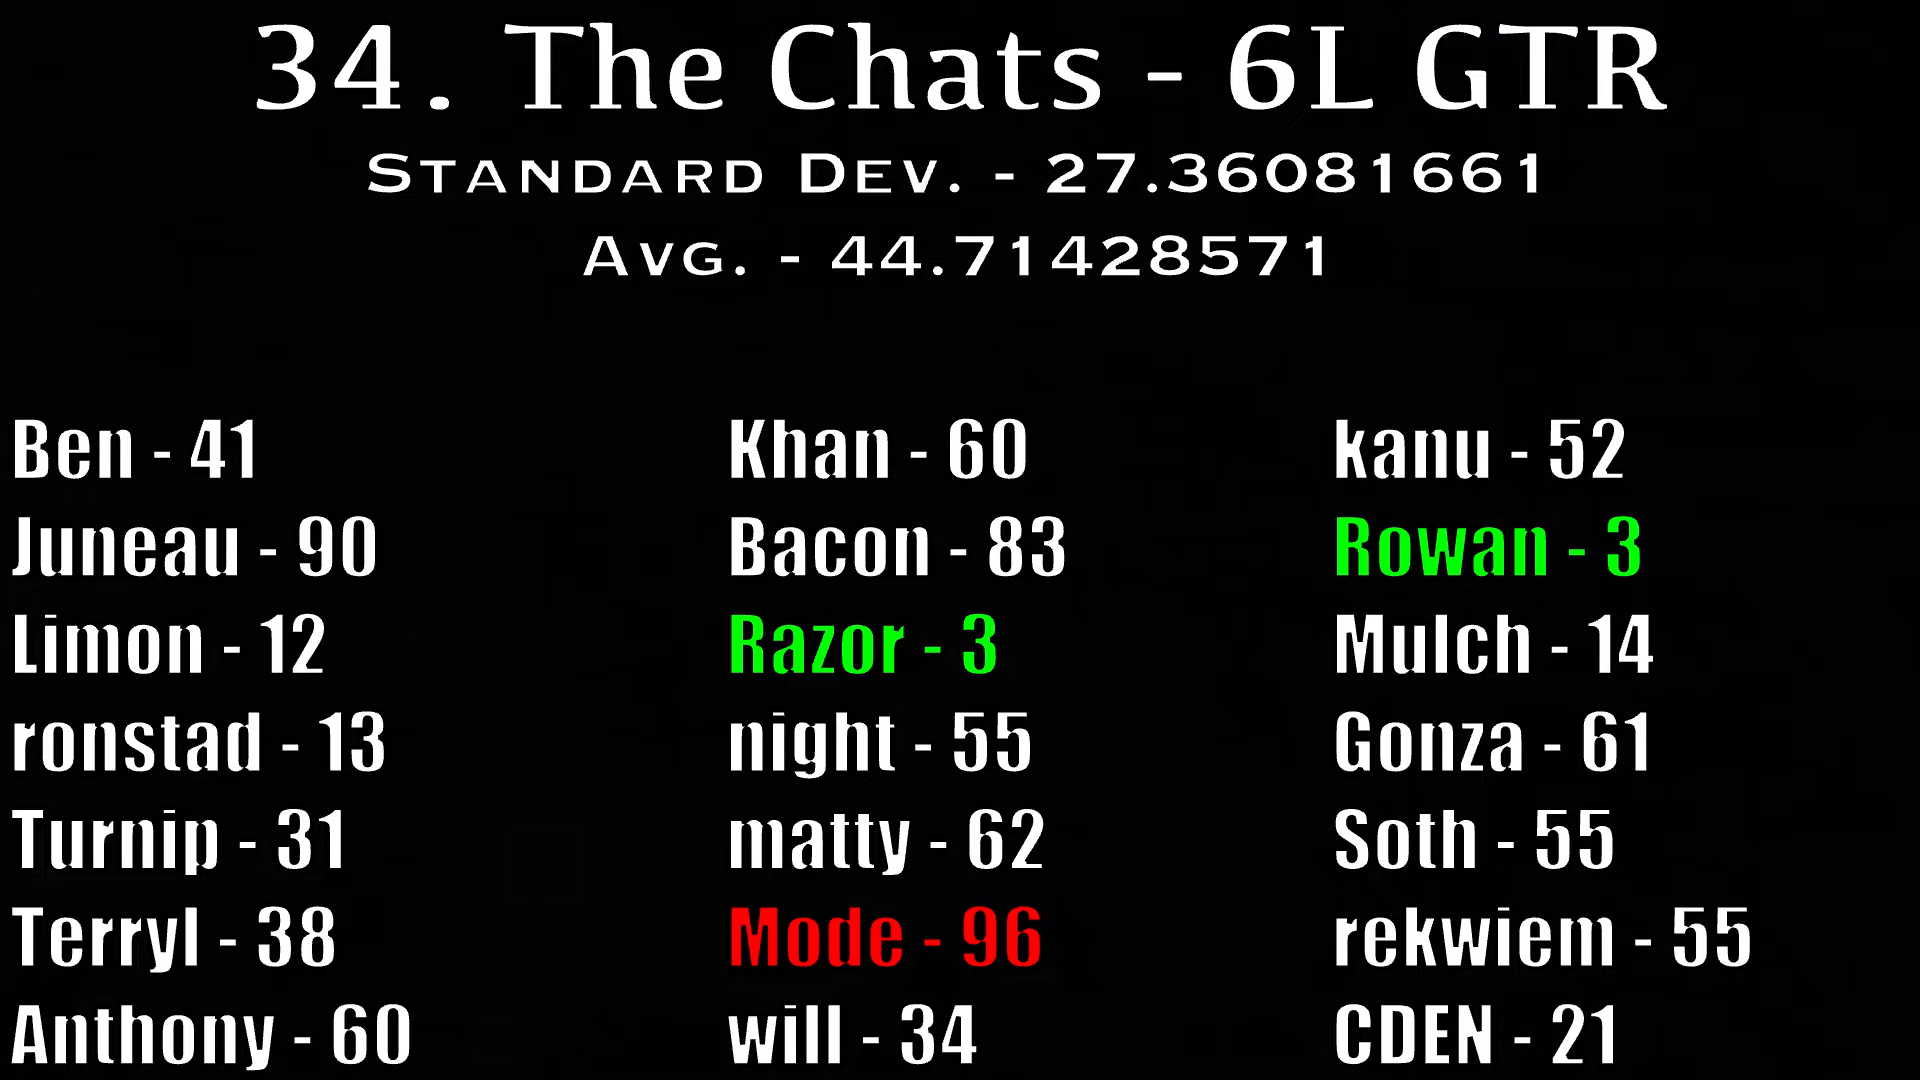 34. The Chats - 6L GTR
Standard Dev. - 27.36081661
Avg. - 44.71428571
Ben - 41
Juneau - 90
Limon - 12
ronstad - 13
Turnip - 31
Terryl - 38
Anthony - 60
Khan - 60
Bacon - 83
Razor - 3
night - 55
matty - 62
Mode - 96
will - 34
kanu - 52
Rowan - 3
Mulch - 14
Gonza - 61
Soth - 55
rekwiem - 55
CDEN - 21